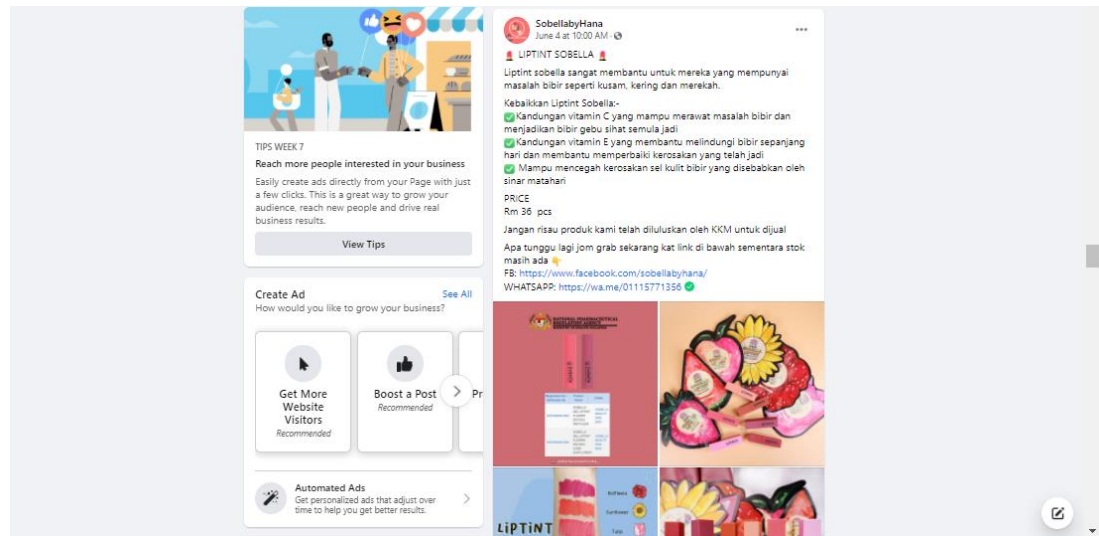 TIPS WEEK 7
Reach more people interested in your business
Easily create ads directly from your Page with just
a few clicks. This is a great way to grow your
audience, reach new people and drive real
business results.
View Tips
Create Ad
See All
How would you like to grow your business?
Get More
Website
Visitors
Recommended
Boost a Post
Recommended
Pr
Automated Ads
Get personalized ads that adjust over
time to help you get better results.
SobellabyHana
June 4 at 10:00 AM ·
LIPTINT SOBELLA
Liptint sobella sangat membantu untuk mereka yang mempunyai
masalah bibir seperti kusam, kering dan merekah.
Kebaikkan Liptint Sobella:-
✅Kandungan vitamin C yang mampu merawat masalah bibir dan
menjadikan bibir gebu sihat semula jadi
✅Kandungan vitamin E yang membantu melindungi bibir sepanjang
hari dan membantu memperbaiki kerosakan yang telah jadi
✅ Mampu mencegah kerosakan sel kulit bibir yang disebabkan oleh
sinar matahari
PRICE
Rm 36 pcs
Jangan risau produk kami telah diluluskan oleh KKM untuk dijual
Apa tunggu lagi jom grab sekarang kat link di bawah sementara stok
masih ada 👇
FB: https://www.facebook.com/sobellabyhana/
WHATSAPP: https://wa.me/01115771356 ✅
NATIONAL PHARMACEUTICAL
REGULATORY AGENCY
LIPTINT
Sunflower
Tulip